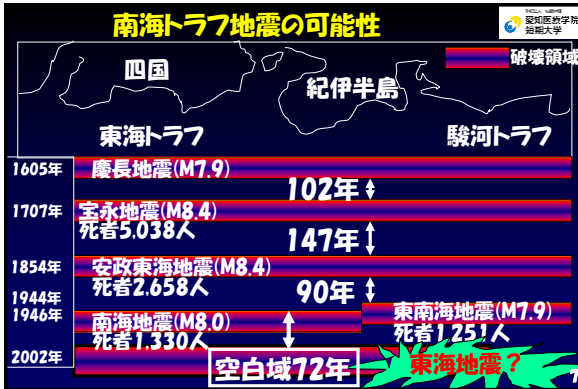 南海トラフ地震の可能性
愛知医療学院
短期大学
破壊領域
四国
紀伊半島
東海トラフ
駿河トラフ
1605年
慶長地震(M7.9)
102年
1707年
宝永地震(M8.4)
死者5,038人
147年
1854年
安政東海地震(M8.4)
死者2,658人
90年
1944年
1946年
東南海地震(M7.9)
南海地震(M8.0)
死者1,251人
死者1,330人
2002年
空白域72年
東海地震?
7